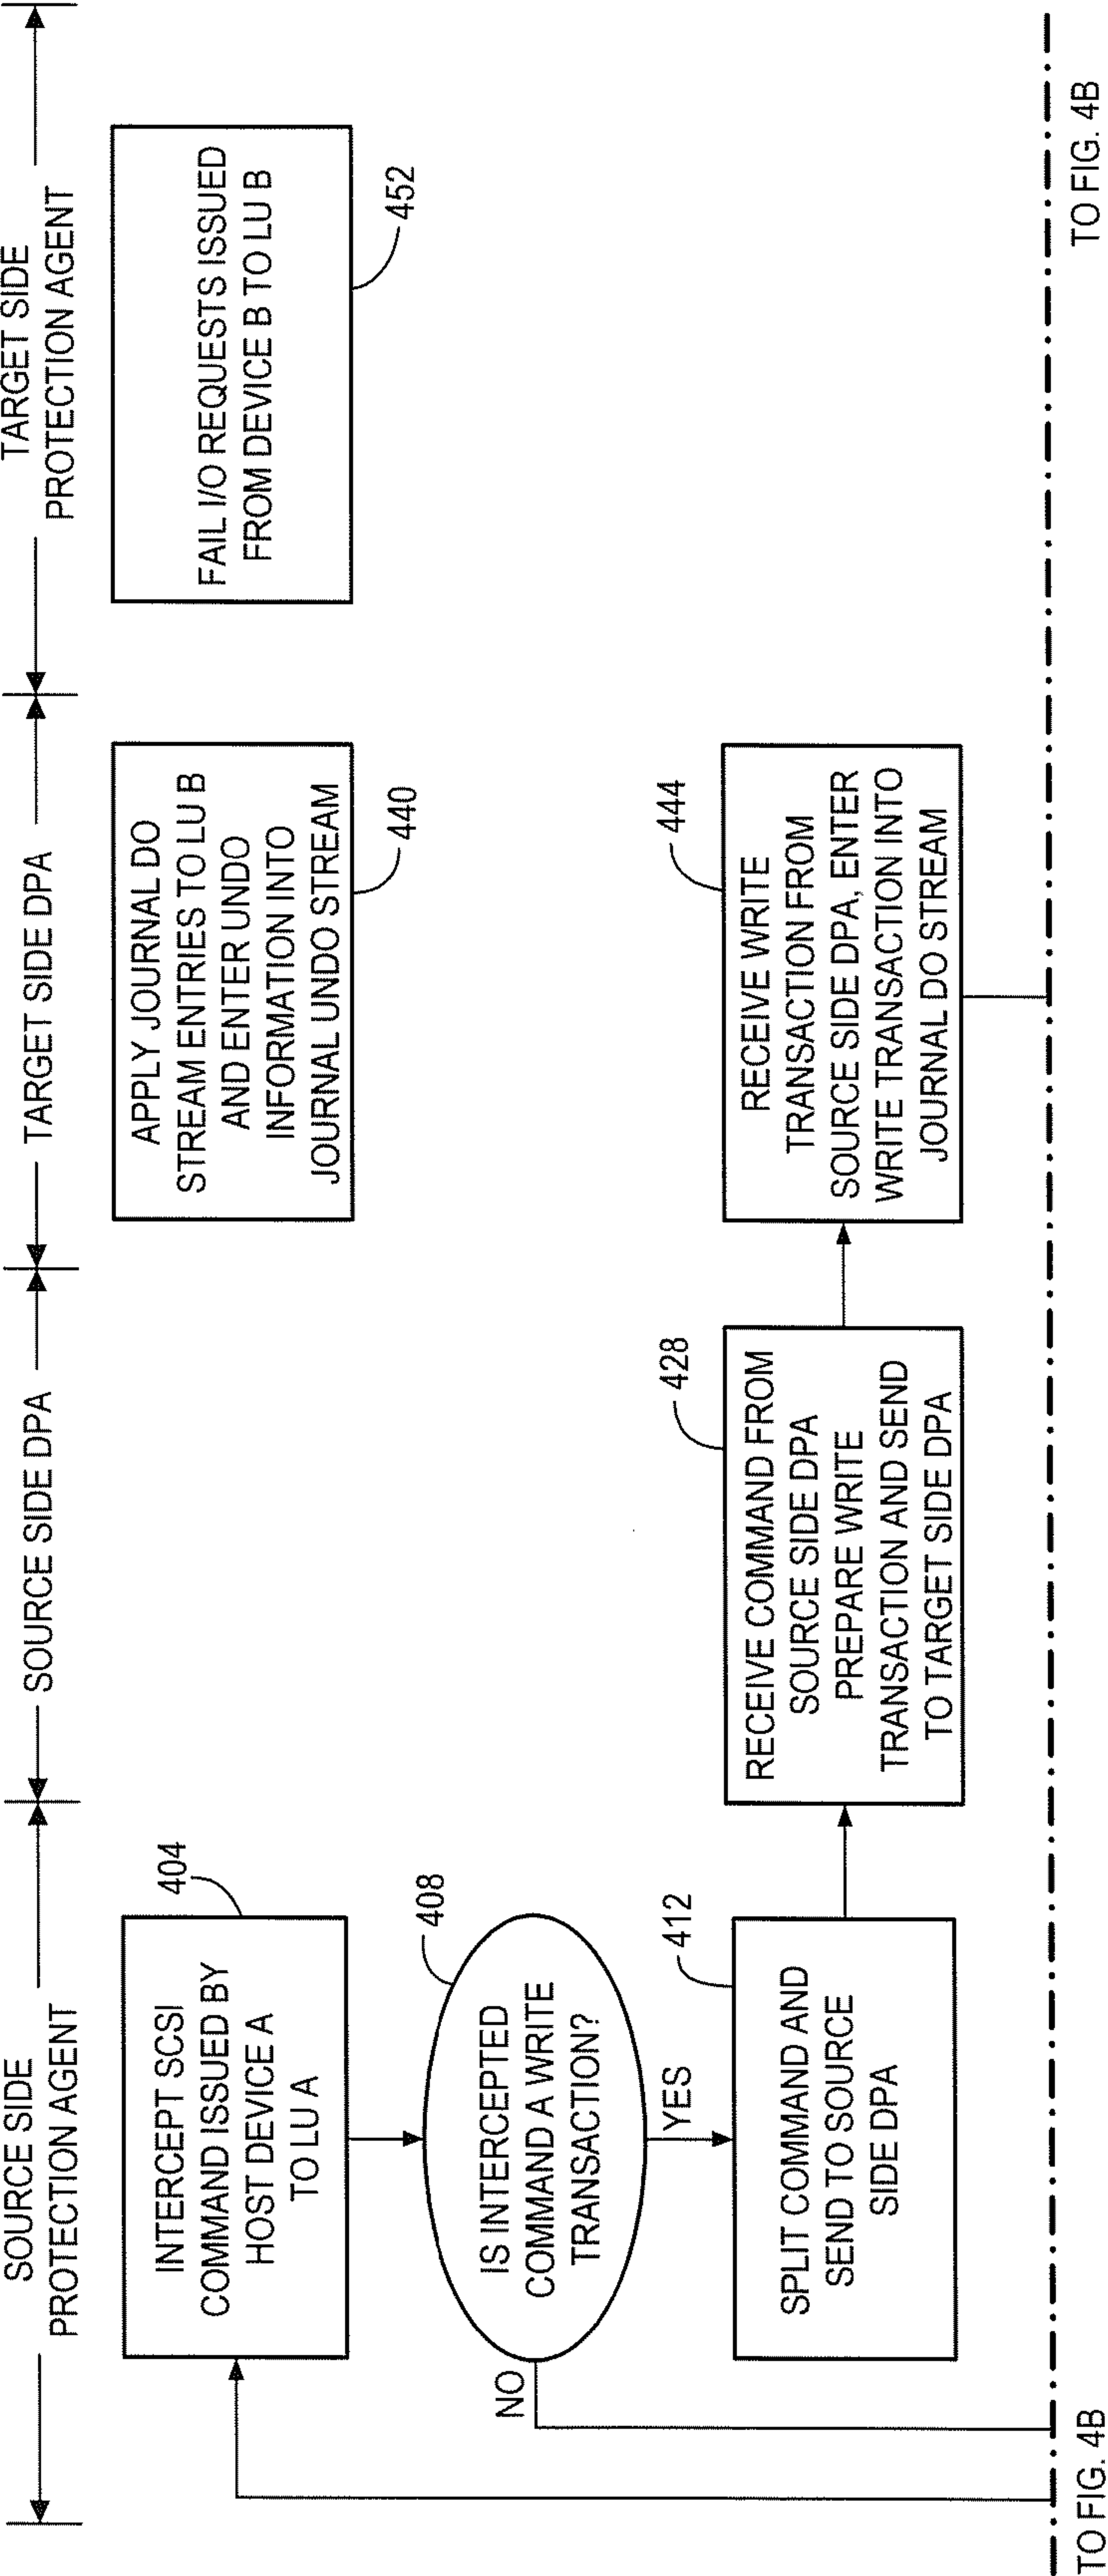 SOURCE SIDE
PROTECTION AGENT
SOURCE SIDE DPA
TARGET SIDE DPA
TARGET SIDE
PROTECTION AGENT
404
INTERCEPT SCSI
COMMAND ISSUED BY
HOST DEVICE A
TO LU A
APPLY JOURNAL DO
STREAM ENTRIES TO LU B
AND ENTER UNDO
INFORMATION INTO
JOURNAL UNDO STREAM
440
FAIL I/O REQUESTS ISSUED
FROM DEVICE B TO LU B
452
408
IS INTERCEPTED
COMMAND A WRITE
TRANSACTION?
NO
YES
412
SPLIT COMMAND AND
SEND TO SOURCE
SIDE DPA
428
RECEIVE COMMAND FROM
SOURCE SIDE DPA
PREPARE WRITE
TRANSACTION AND SEND
TO TARGET SIDE DPA
444
RECEIVE WRITE
TRANSACTION FROM
SOURCE SIDE DPA, ENTER
WRITE TRANSACTION INTO
JOURNAL DO STREAM
TO FIG. 4B
TO FIG. 4B